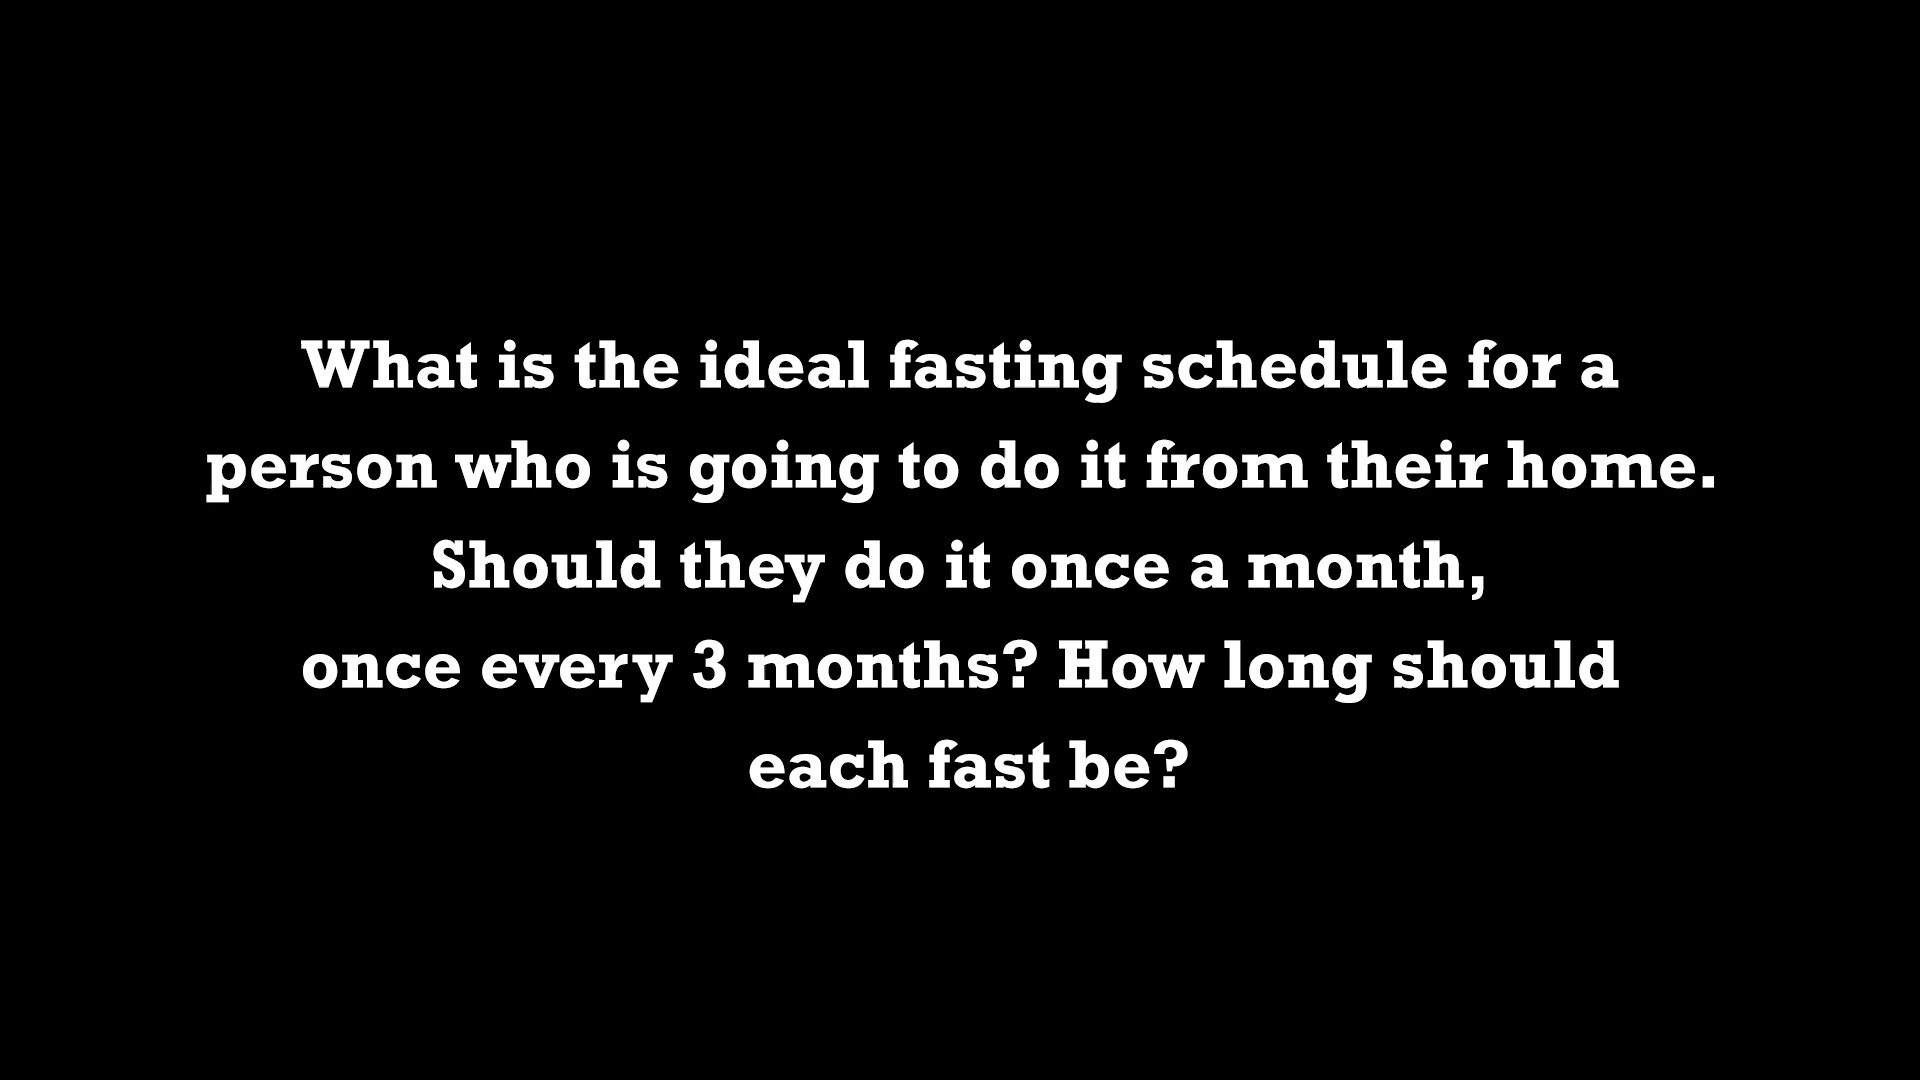 What is the ideal fasting schedule for a
person who is going to do it from their home.
Should they do it once a month,
once every 3 months? How long should
each fast be?